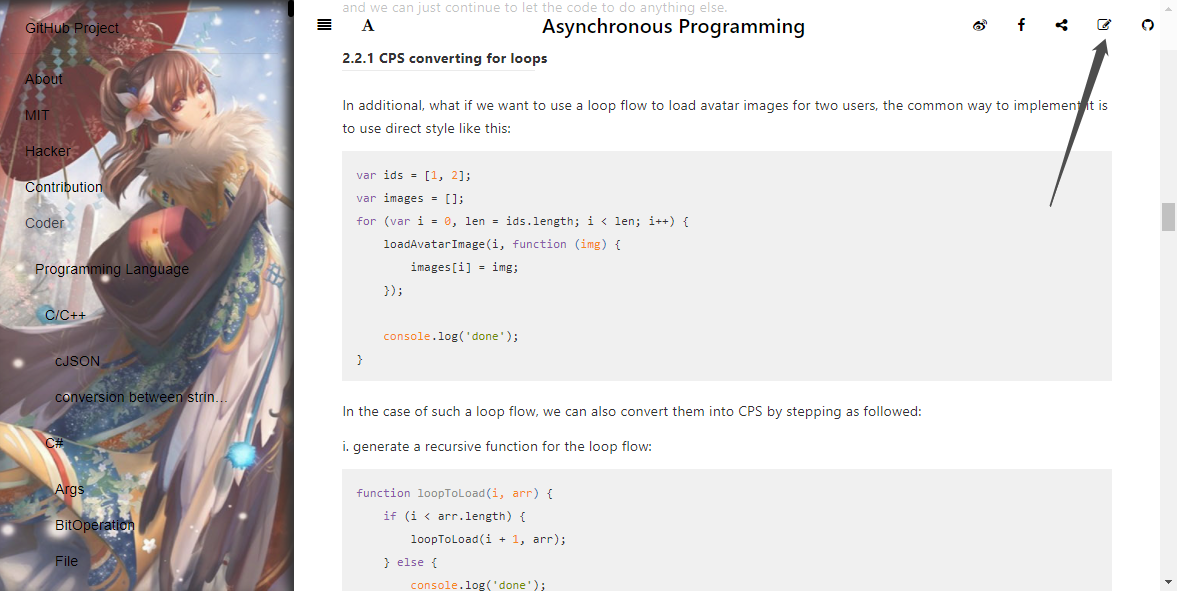 GitHub Project
About
MIT
Hacker
Contribution
Coder
Programming Language
C/C++
cJSON
conversion between strin...
C#
Args
BitOperation
File
and we can just continue to let the code to do anything else.
A
Asynchronous Programming
2.2.1 CPS converting for loops
In additional, what if we want to use a loop flow to load avatar images for two users, the common way to implement it is
to use direct style like this:
var ids = [1, 2];
var images = [];
for (var i = 0, len = ids.length; i < len; i++) {
    loadAvatarImage(i, function (img) {
        images[i] = img;
    });
    console.log('done');
}
In the case of such a loop flow, we can also convert them into CPS by stepping as followed:
i. generate a recursive function for the loop flow:
function loopToLoad(i, arr) {
    if (i < arr.length) {
        loopToLoad(i + 1, arr);
    } else {
        console.log('done');